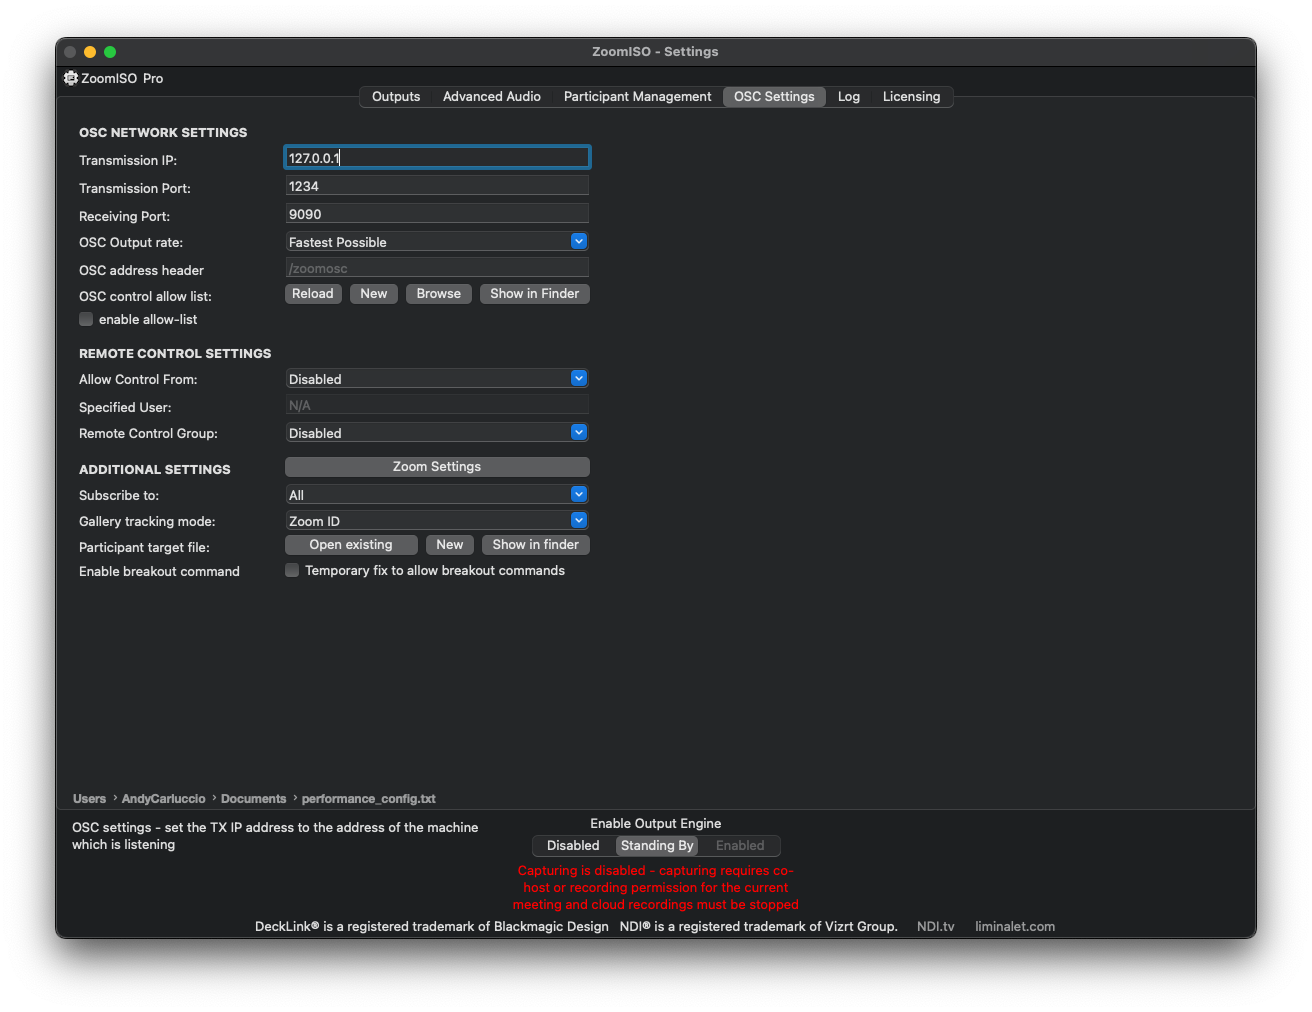 ZoomISO - Settings
ZoomISO Pro
Outputs Advanced Audio Participant Management OSC Settings Log Licensing
OSC NETWORK SETTINGS
Transmission IP: 127.0.0.1
Transmission Port: 1234
Receiving Port: 9090
OSC Output rate: Fastest Possible
OSC address header /zoomosc
OSC control allow list: Reload New Browse Show in Finder
enable allow-list
REMOTE CONTROL SETTINGS
Allow Control From: Disabled
Specified User: N/A
Remote Control Group: Disabled
ADDITIONAL SETTINGS Zoom Settings
Subscribe to: All
Gallery tracking mode: Zoom ID
Participant target file: Open existing New Show in finder
Enable breakout command Temporary fix to allow breakout commands
Users › AndyCarluccio › Documents › performance_config.txt
OSC settings - set the TX IP address to the address of the machine
which is listening
Enable Output Engine
Disabled Standing By Enabled
Capturing is disabled - capturing requires co-
host or recording permission for the current
meeting and cloud recordings must be stopped
DeckLink® is a registered trademark of Blackmagic Design NDI® is a registered trademark of Vizrt Group. NDI.tv liminalet.com